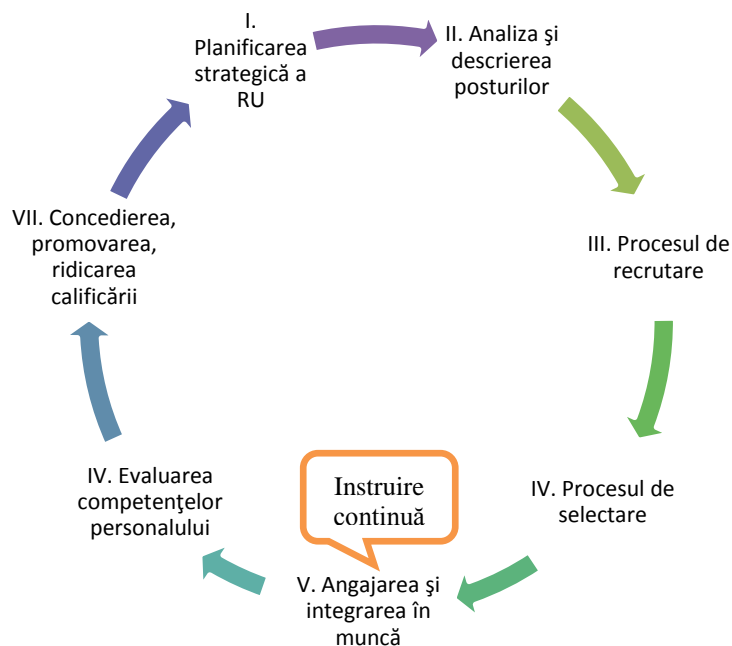 I.
Planificarea
strategică a
RU
II. Analiza şi
descrierea
posturilor
III. Procesul de
recrutare
IV. Procesul de
selectare
Instruire
continuă
V. Angajarea şi
integrarea în
muncă
IV. Evaluarea
competenţelor
personalului
VII. Concedierea,
promovarea,
ridicarea
calificării